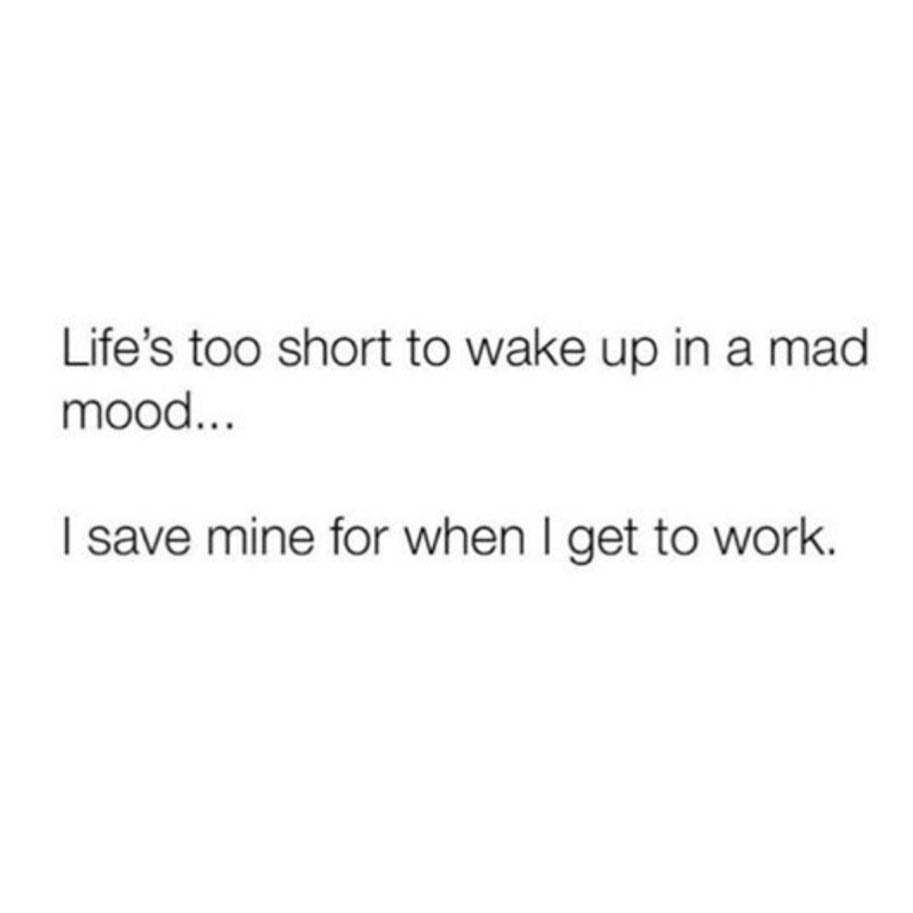 Life’s too short to wake up in a mad
mood...
I save mine for when I get to work.